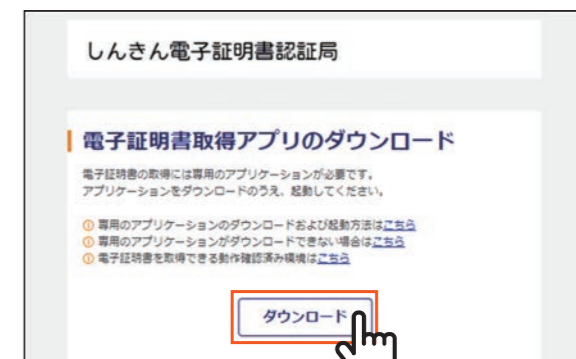 しんきん電子証明書認証局
電子証明書取得アプリのダウンロード
電子証明書の取得には専用のアプリケーションが必要です。
アプリケーションをダウンロードのうえ、起動してください。
① 専用のアプリケーションのダウンロードおよび起動方法はこちら
① 専用のアプリケーションがダウンロードできない場合はこちら
① 電子証明書を取得できる動作確認済み環境はこちら
ダウンロード